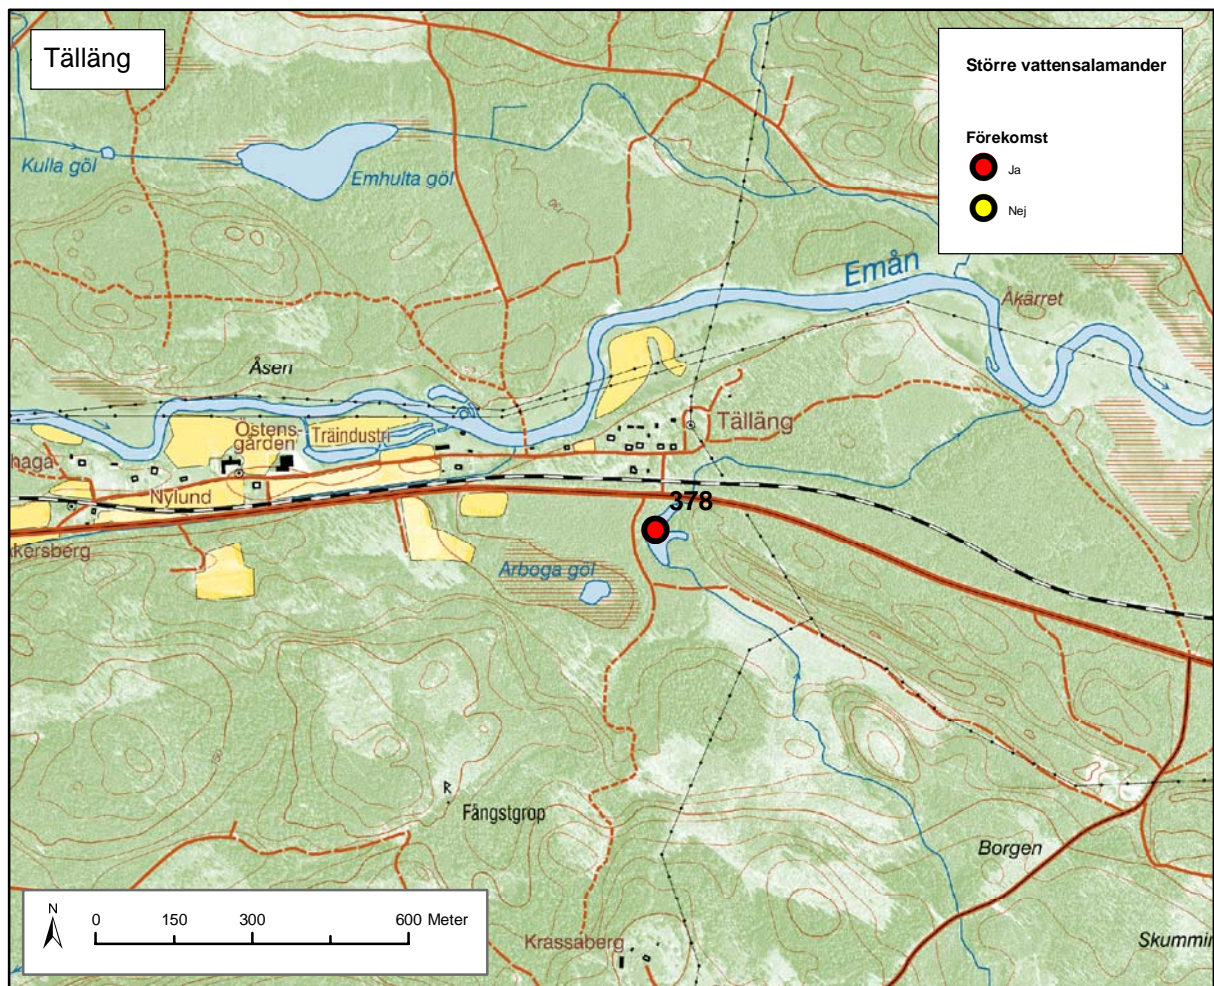 Tälläng
Större vattensalamander
Förekomst
Ja
Nej
Kulla göl
Emhulta göl
Emån
Åkärret
Åsen
Östens-
gården
Träindustri
Tälläng
haga
Nylund
378
kersberg
Arboga göl
R
Fångstgrop
Borgen
N
0 150 300 600 Meter
Krassaberg
Skummin